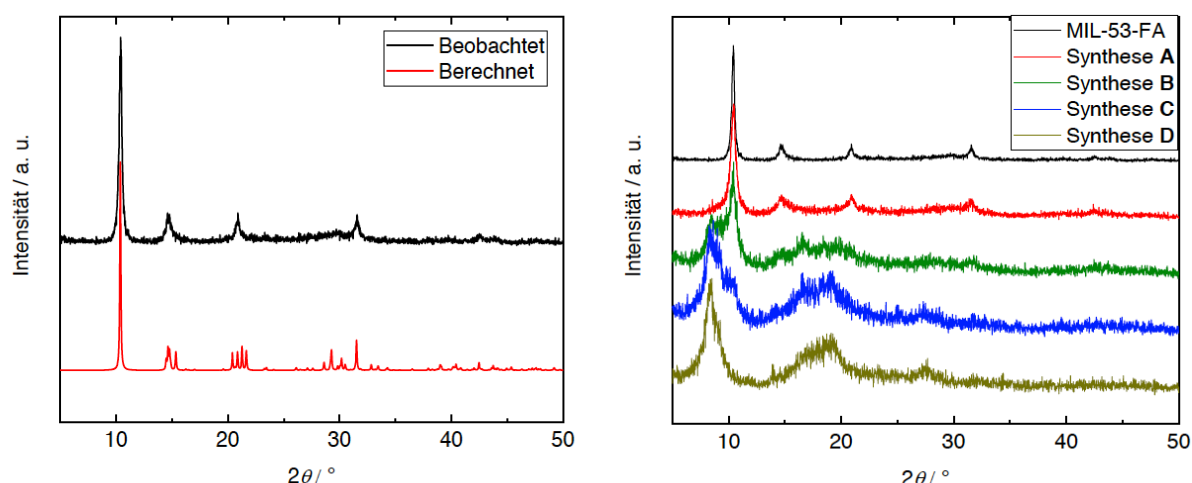 Intensität / a. u.
Beobachtet
Berechnet
10 20 30 40 50
2θ / °
Intensität / a. u.
MIL-53-FA
Synthese A
Synthese B
Synthese C
Synthese D
10 20 30 40 50
2θ / °